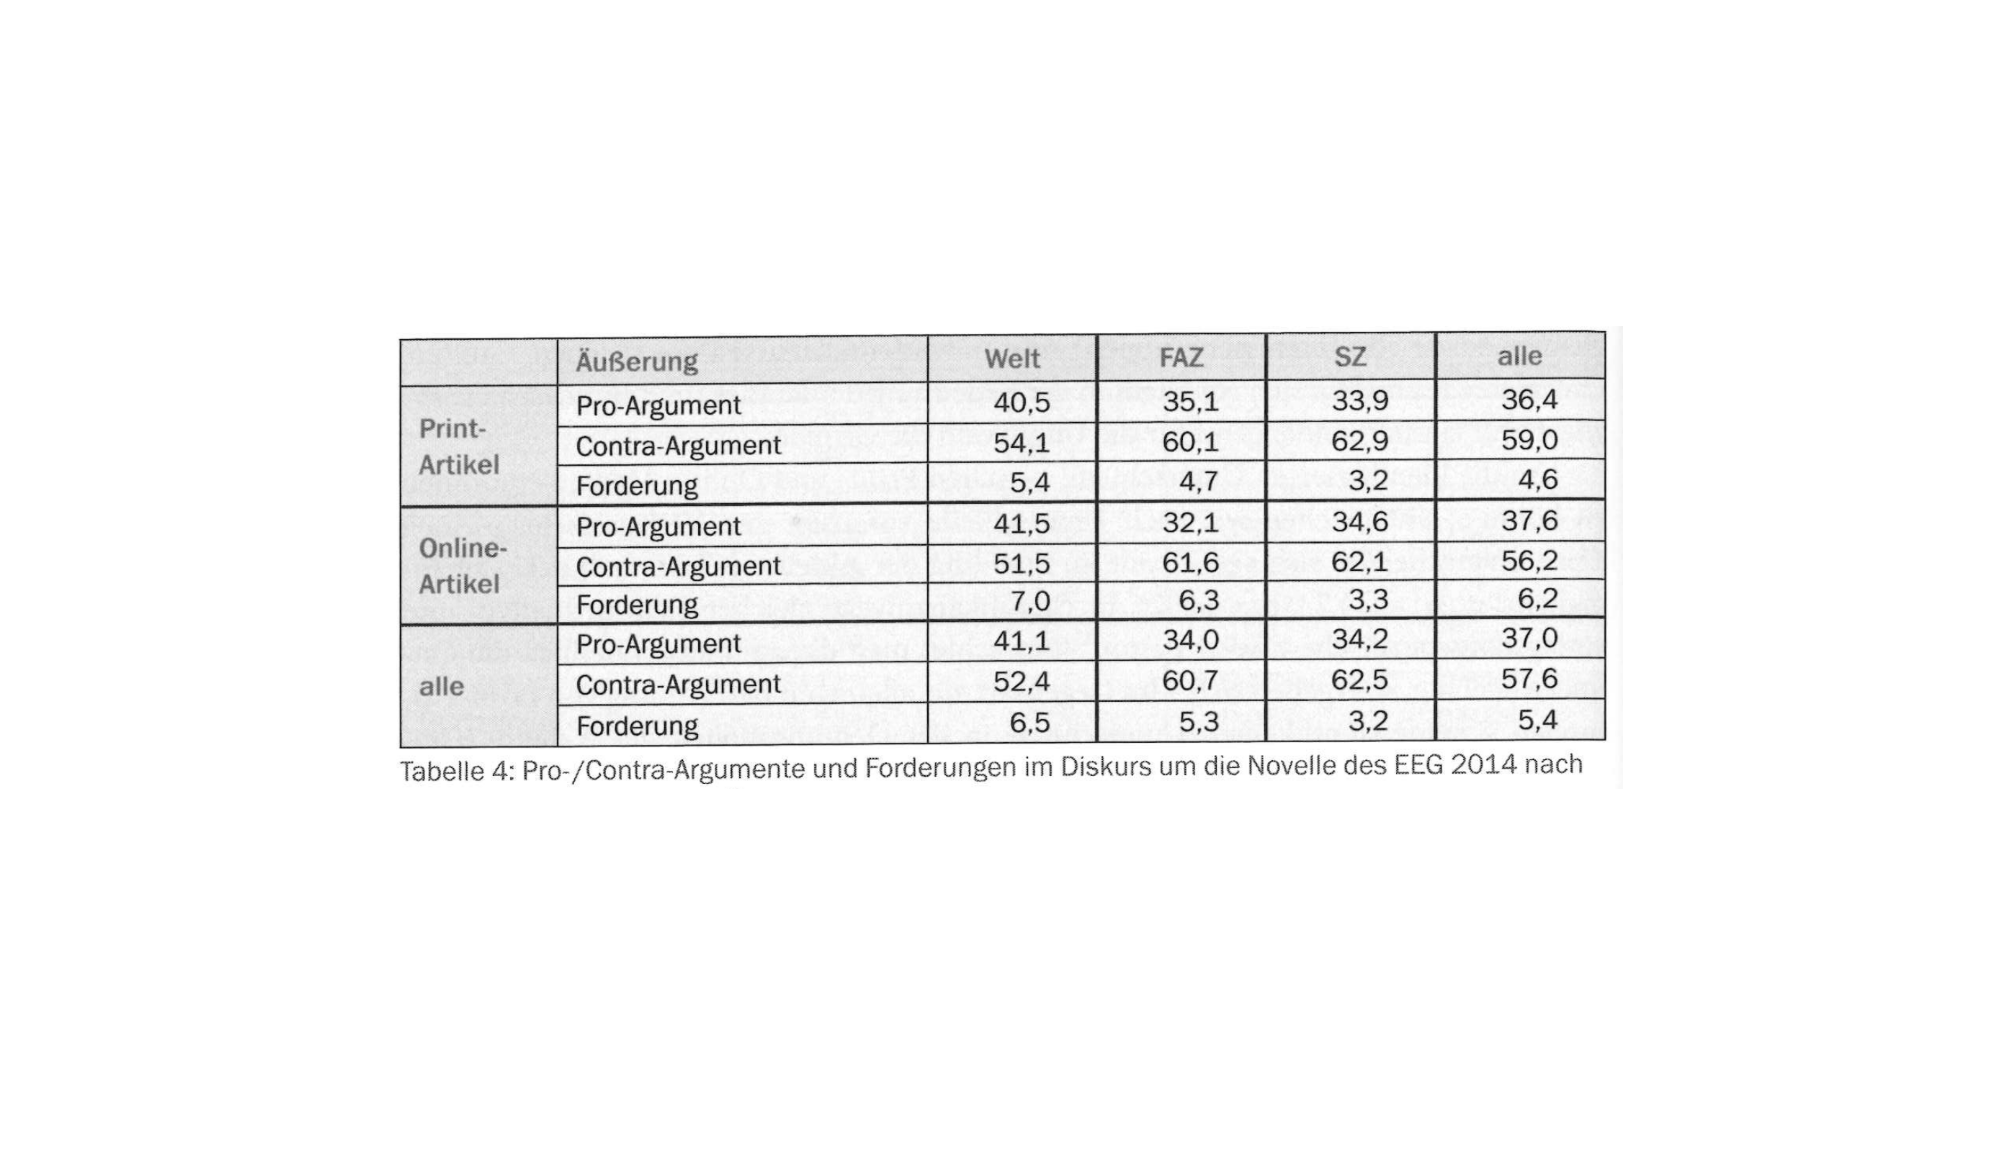 Äußerung Welt FAZ SZ alle
Print-
Artikel
Pro-Argument 40,5 35,1 33,9 36,4
Contra-Argument 54,1 60,1 62,9 59,0
Forderung 5,4 4,7 3,2 4,6
Online-
Artikel
Pro-Argument 41,5 32,1 34,6 37,6
Contra-Argument 51,5 61,6 62,1 56,2
Forderung 7,0 6,3 3,3 6,2
alle
Pro-Argument 41,1 34,0 34,2 37,0
Contra-Argument 52,4 60,7 62,5 57,6
Forderung 6,5 5,3 3,2 5,4
Tabelle 4: Pro-/Contra-Argumente und Forderungen im Diskurs um die Novelle des EEG 2014 nach